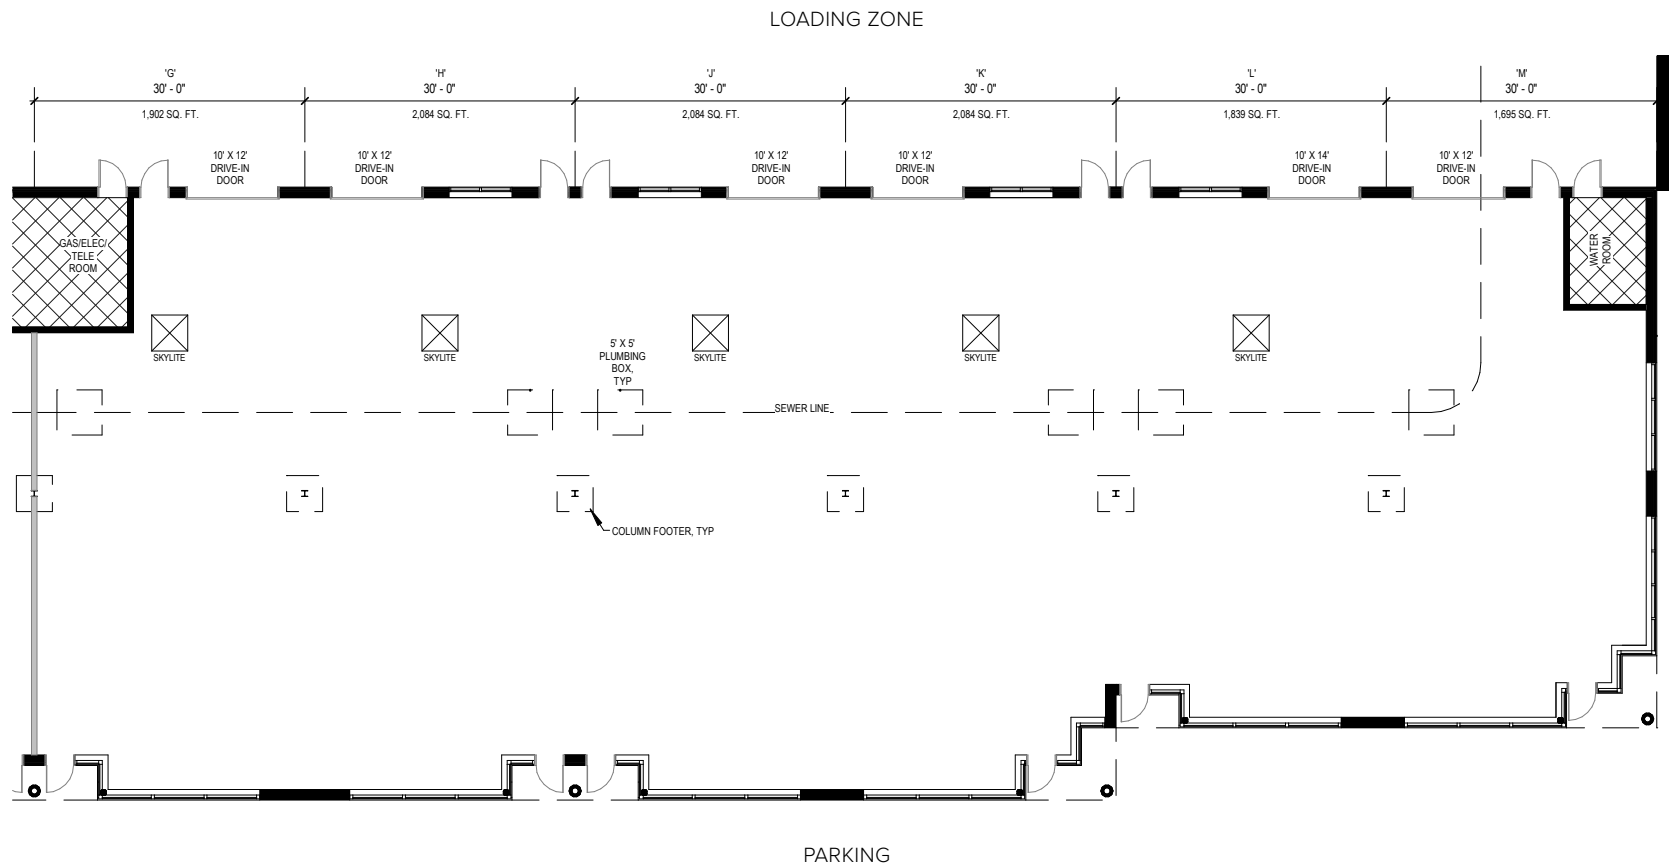 LOADING ZONE
'G'
30' - 0"
1,902 SQ. FT.
'H'
30' - 0"
2,084 SQ. FT.
'J'
30' - 0"
2,084 SQ. FT.
'K'
30' - 0"
2,084 SQ. FT.
'L'
30' - 0"
1,839 SQ. FT.
'M'
30' - 0"
1,695 SQ. FT.
10' X 12'
DRIVE-IN
DOOR
10' X 12'
DRIVE-IN
DOOR
10' X 12'
DRIVE-IN
DOOR
10' X 12'
DRIVE-IN
DOOR
10' X 14'
DRIVE-IN
DOOR
10' X 12'
DRIVE-IN
DOOR
GAS/ELEC/
TELE
ROOM
WATER
ROOM
SKYLITE
SKYLITE
SKYLITE
SKYLITE
SKYLITE
5' X 5'
PLUMBING
BOX,
TYP
SEWER LINE
COLUMN FOOTER, TYP
PARKING